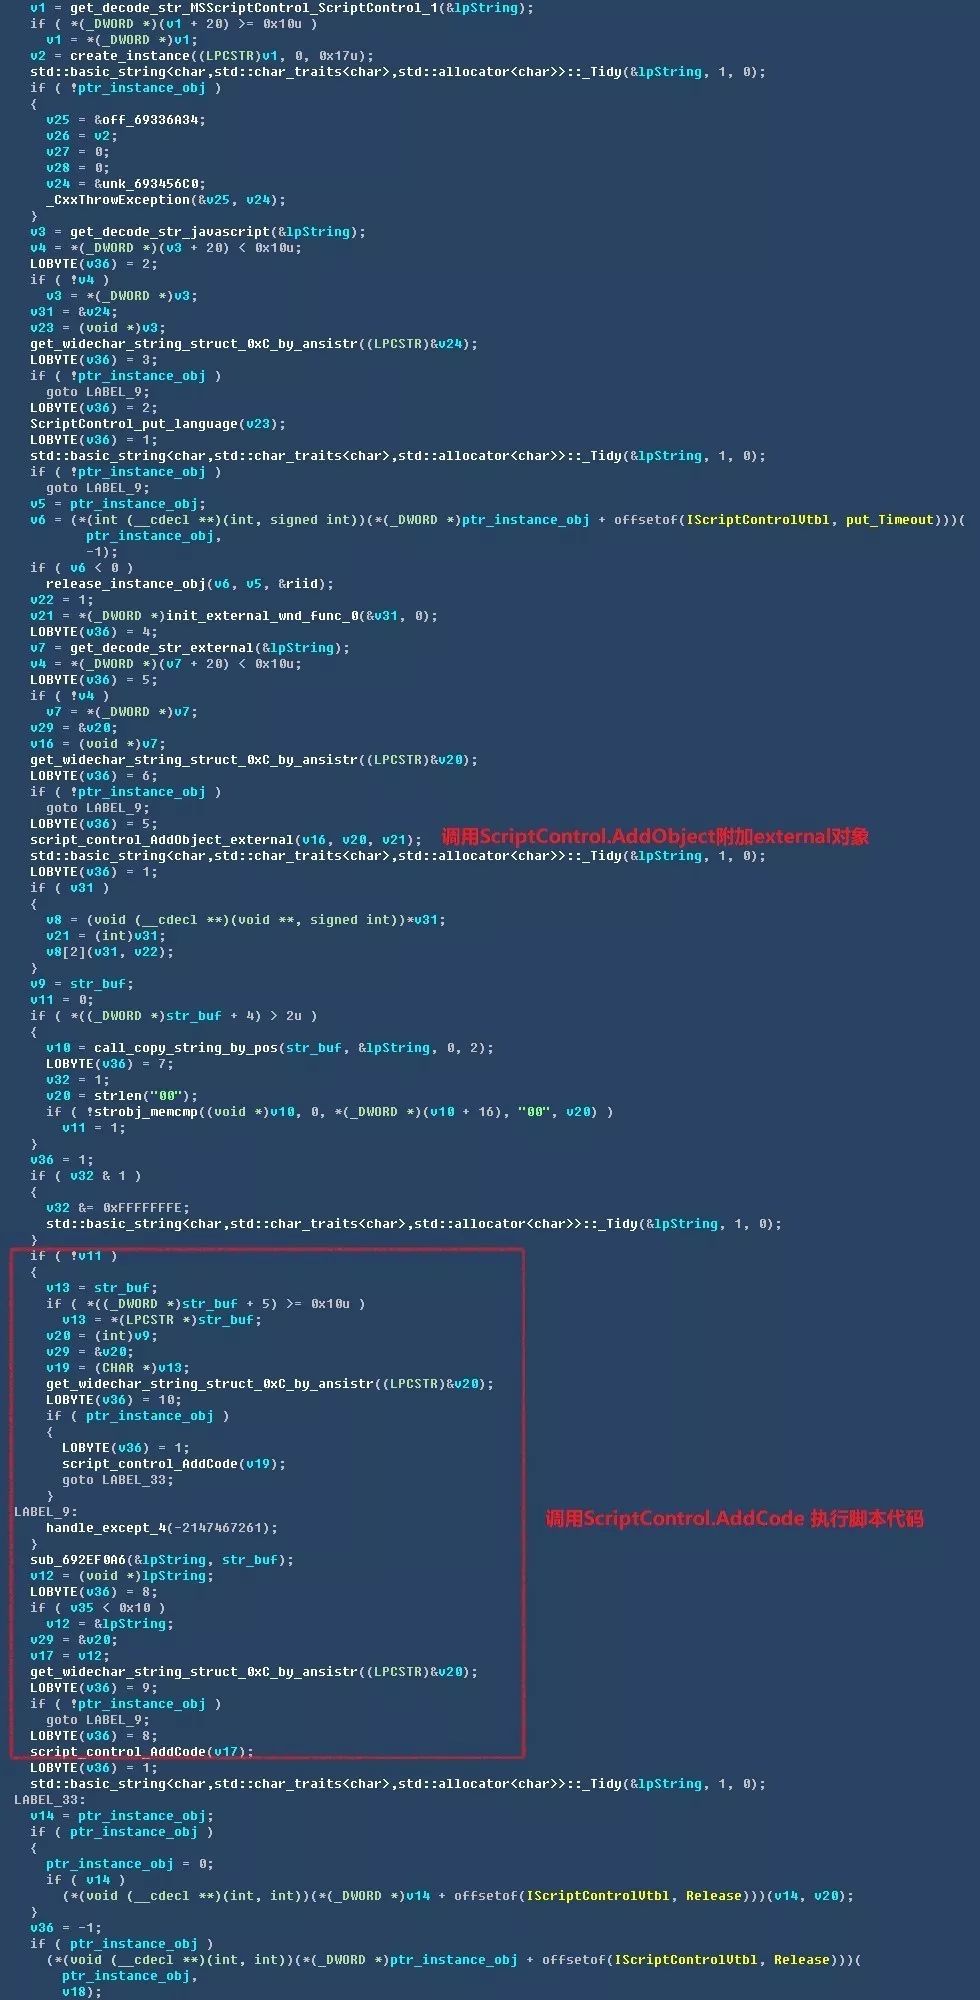 v1 = get_decode_str_MSScriptControl_ScriptControl_1(&lpString);
if ( *(_DWORD *)(v1 + 20) >= 0x10u )
v1 = *(_DWORD *)v1;
v2 = create_instance((LPCSTR)v1, 0, 0x17u);
std::basic_string<char,std::char_traits<char>,std::allocator<char>>::_Tidy(&lpString, 1, 0);
if ( !ptr_instance_obj )
{
v25 = &off_69336A34;
v26 = v2;
v27 = 0;
v28 = 0;
v24 = &unk_693456C0;
_CxxThrowException(&v25, v24);
}
v3 = get_decode_str_javascript(&lpString);
v4 = *(_DWORD *)(v3 + 20) < 0x10u;
LOBYTE(v36) = 2;
if ( !v4 )
v3 = *(_DWORD *)v3;
v31 = &v24;
v23 = (void *)v3;
get_widechar_string_struct_0xC_by_ansistr((LPCSTR)&v24);
LOBYTE(v36) = 3;
if ( !ptr_instance_obj )
goto LABEL_9;
LOBYTE(v36) = 2;
ScriptControl_put_language(v23);
LOBYTE(v36) = 1;
std::basic_string<char,std::char_traits<char>,std::allocator<char>>::_Tidy(&lpString, 1, 0);
if ( !ptr_instance_obj )
goto LABEL_9;
v5 = ptr_instance_obj;
v6 = (*(int (__cdecl **)(int, signed int))(*(_DWORD *)ptr_instance_obj + offsetof(IScriptControlVtbl, put_Timeout)))(
ptr_instance_obj,
-1);
if ( v6 < 0 )
release_instance_obj(v6, v5, &riid);
v22 = 1;
v21 = *(_DWORD *)init_external_wnd_func_0(&v31, 0);
LOBYTE(v36) = 4;
v7 = get_decode_str_external(&lpString);
v4 = *(_DWORD *)(v7 + 20) < 0x10u;
LOBYTE(v36) = 5;
if ( !v4 )
v7 = *(_DWORD *)v7;
v29 = &v20;
v16 = (void *)v7;
get_widechar_string_struct_0xC_by_ansistr((LPCSTR)&v20);
LOBYTE(v36) = 6;
if ( !ptr_instance_obj )
goto LABEL_9;
LOBYTE(v36) = 5;
script_control_AddObject_external(v16, v20, v21); 调用ScriptControl.AddObject附加external对象
std::basic_string<char,std::char_traits<char>,std::allocator<char>>::_Tidy(&lpString, 1, 0);
LOBYTE(v36) = 1;
if ( v31 )
{
v8 = (void (__cdecl **)(void **, signed int))*v31;
v21 = (int)v31;
v8[2](v31, v22);
}
v9 = str_buf;
v11 = 0;
if ( *((_DWORD *)str_buf + 4) > 2u )
{
v10 = call_copy_string_by_pos(str_buf, &lpString, 0, 2);
LOBYTE(v36) = 7;
v32 = 1;
v20 = strlen("00");
if ( !strobj_memcmp((void *)v10, 0, *(_DWORD *)(v10 + 16), "00", v20) )
v11 = 1;
}
v36 = 1;
if ( v32 & 1 )
{
v32 &= 0xFFFFFFFE;
std::basic_string<char,std::char_traits<char>,std::allocator<char>>::_Tidy(&lpString, 1, 0);
}
if ( !v11 )
{
v13 = str_buf;
if ( *((_DWORD *)str_buf + 5) >= 0x10u )
v13 = *(LPCSTR *)str_buf;
v20 = (int)v9;
v29 = &v20;
v19 = (CHAR *)v13;
get_widechar_string_struct_0xC_by_ansistr((LPCSTR)&v20);
LOBYTE(v36) = 10;
if ( ptr_instance_obj )
{
LOBYTE(v36) = 1;
script_control_AddCode(v19);
goto LABEL_33;
}
LABEL_9:
handle_except_4(-2147467261); 调用ScriptControl.AddCode 执行脚本代码
}
sub_692EF0A6(&lpString, str_buf);
v12 = (void *)lpString;
LOBYTE(v36) = 8;
if ( v35 < 0x10 )
v12 = &lpString;
v29 = &v20;
v17 = v12;
get_widechar_string_struct_0xC_by_ansistr((LPCSTR)&v20);
LOBYTE(v36) = 9;
if ( !ptr_instance_obj )
goto LABEL_9;
LOBYTE(v36) = 8;
script_control_AddCode(v17);
LOBYTE(v36) = 1;
std::basic_string<char,std::char_traits<char>,std::allocator<char>>::_Tidy(&lpString, 1, 0);
LABEL_33:
v14 = ptr_instance_obj;
if ( ptr_instance_obj )
{
ptr_instance_obj = 0;
if ( v14 )
(*(void (__cdecl **)(int, int))(*(_DWORD *)v14 + offsetof(IScriptControlVtbl, Release)))(v14, v20);
}
v36 = -1;
if ( ptr_instance_obj )
(*(void (__cdecl **)(int, int))(*(_DWORD *)ptr_instance_obj + offsetof(IScriptControlVtbl, Release)))(
ptr_instance_obj,
v18);